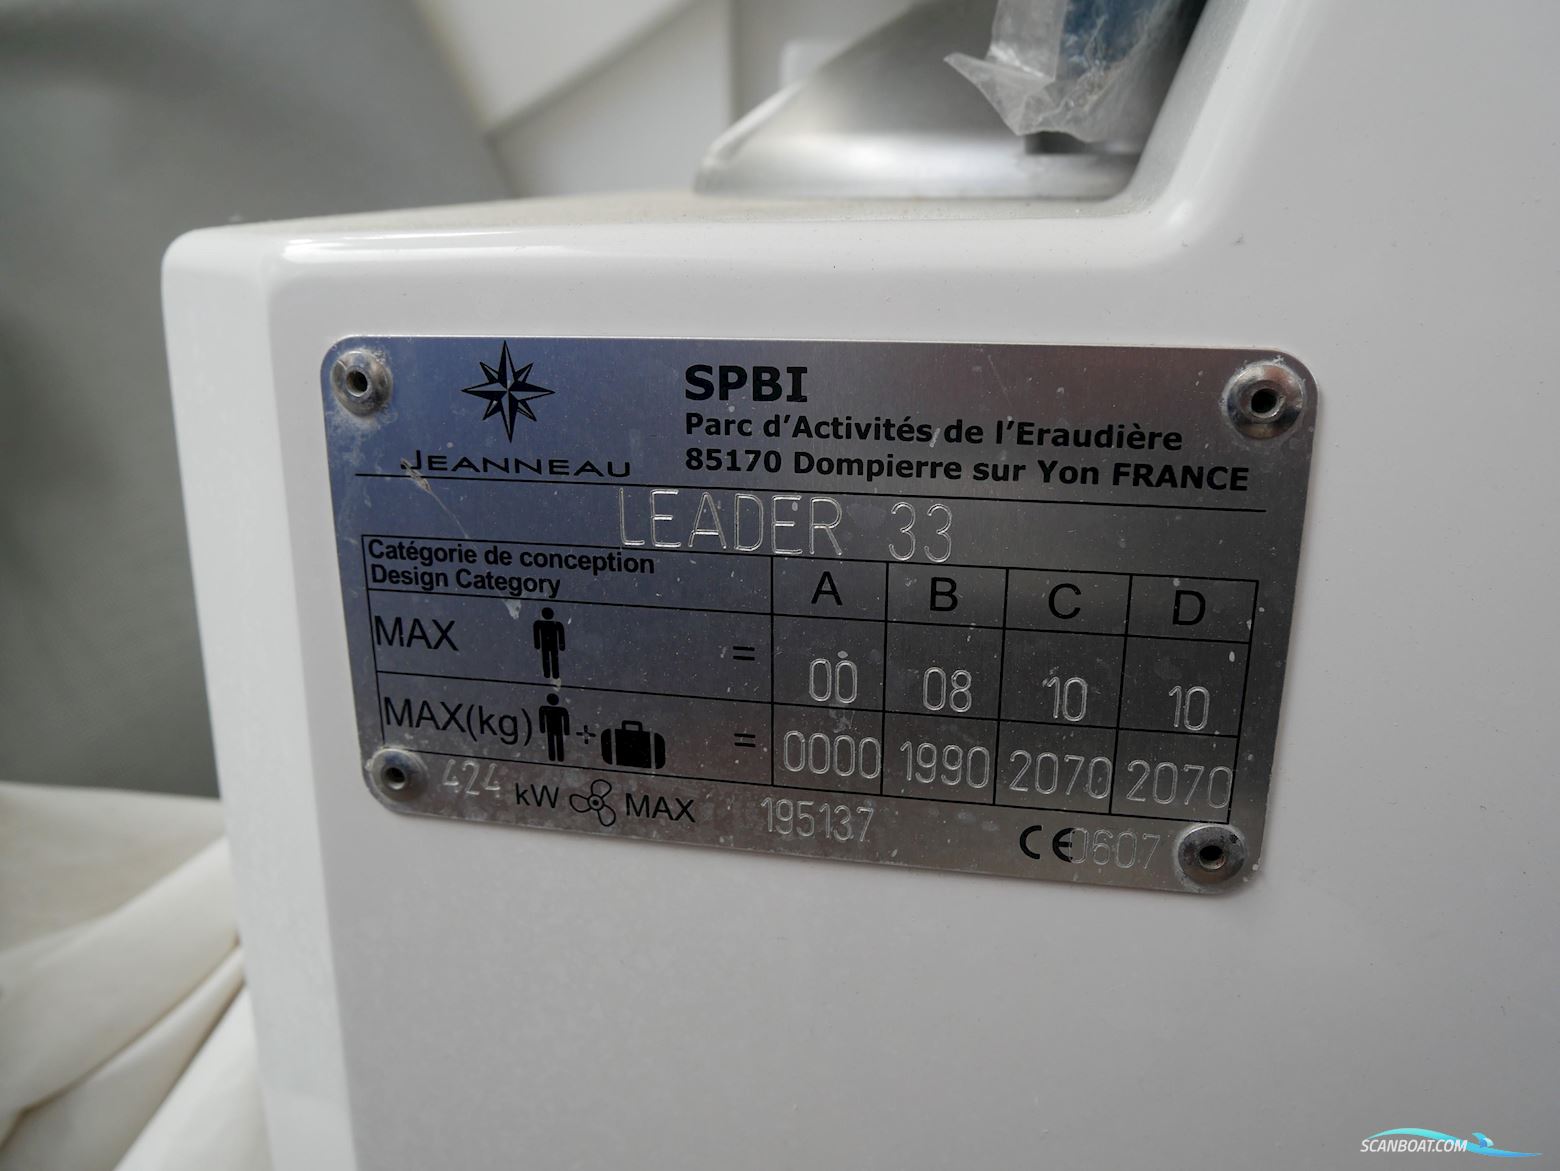 JEANNEAU
SPBI
Parc d'Activités de l'Eraudière
85170 Dompierre sur Yon FRANCE
LEADER 33
Catégorie de conception
Design Category
A B C D
MAX = 00 08 10 10
MAX(kg) + = 0000 1990 2070 2070
424 kW MAX 195137 CE0607
SCANBOAT.COM